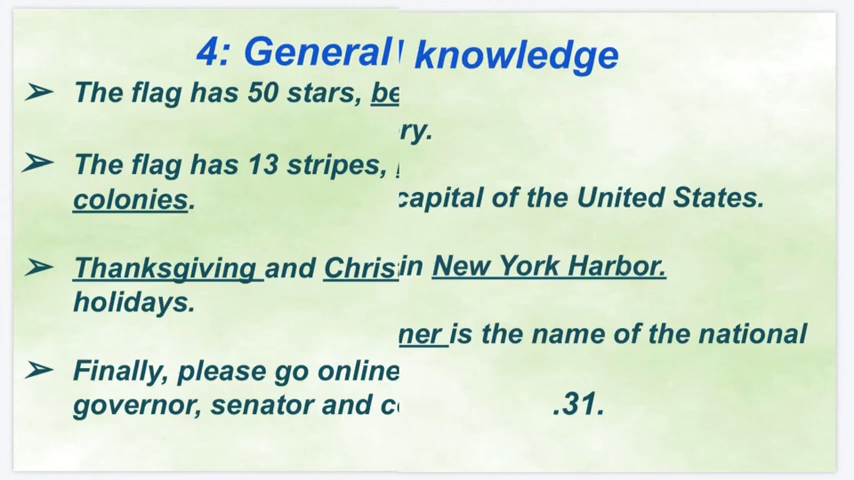 4: General knowledge
➢ The flag has 50 stars,
ry.
➢ The flag has 13 stripes,
colonies.
capital of the United States.
➢ Thanksgiving and Chris
in New York Harbor.
holidays.
ner is the name of the national
➢ Finally, please go online
governor, senator and
.31.